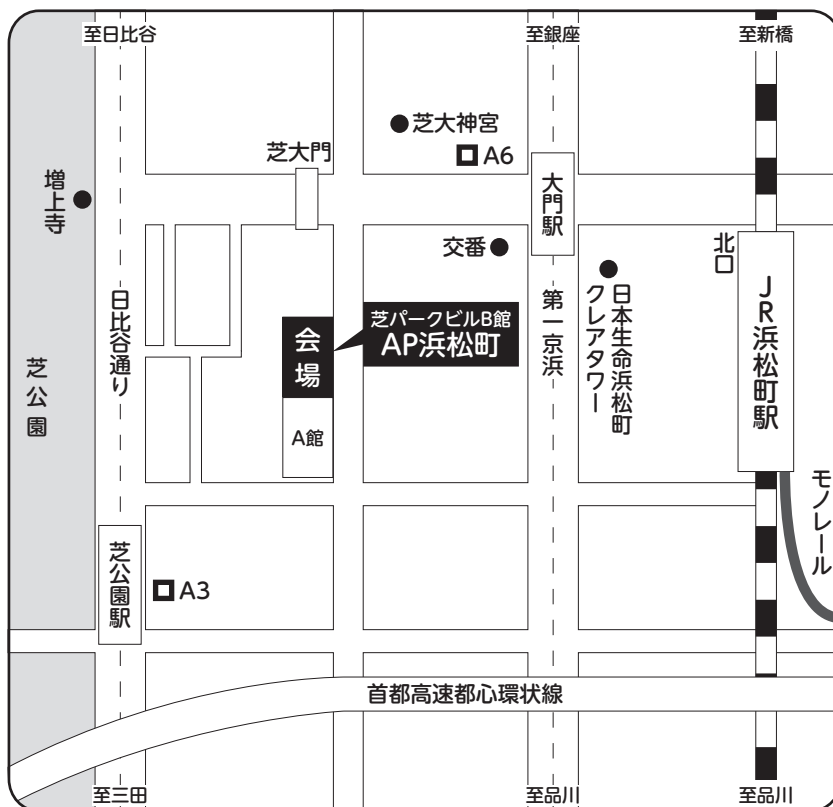 至日比谷
至銀座
至新橋
芝大神宮
A6
芝大門
大門駅
増上寺
交番
北口
日比谷通り
会場
芝パークビルB館
AP浜松町
第一京浜
日本生命浜松町
クレアタワー
JR浜松町駅
芝公園
A館
モノレール
芝公園駅
A3
首都高速都心環状線
至三田
至品川
至品川